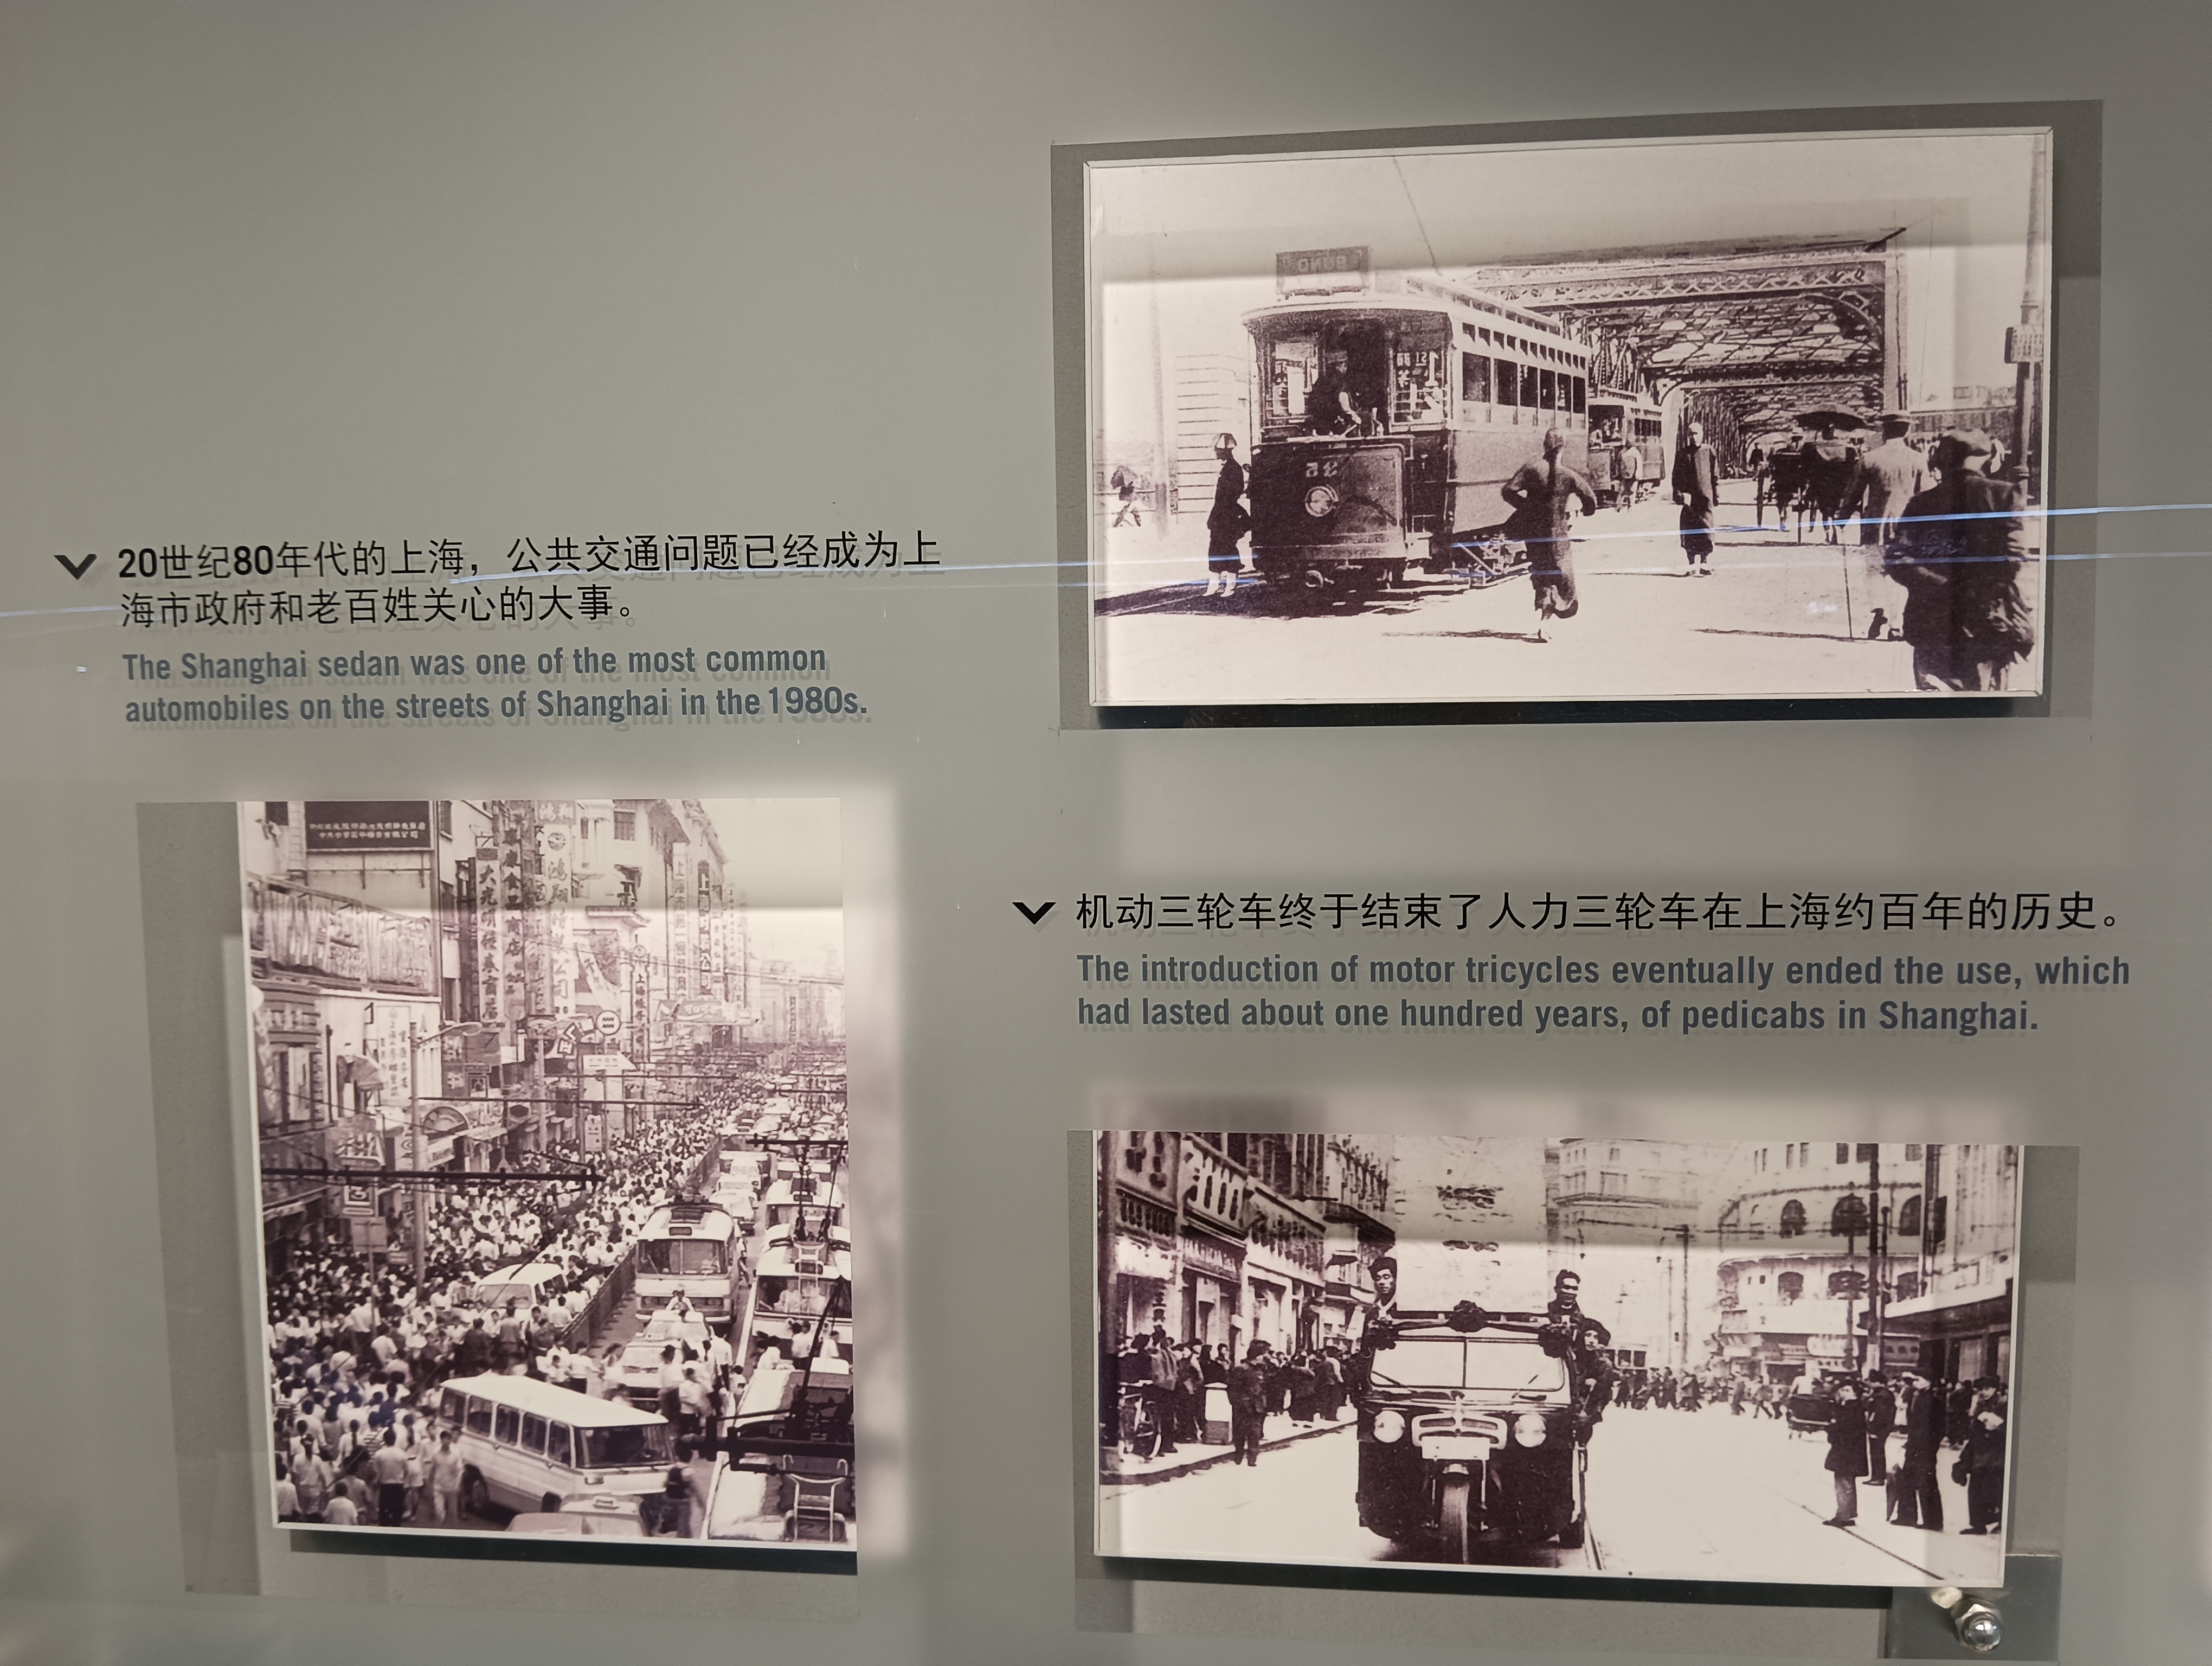 20世纪80年代的上海，公共交通问题已经成为上
海市政府和老百姓关心的大事。
The Shanghai sedan was one of the most common
automobiles on the streets of Shanghai in the 1980s.
BUND
52
机动三轮车终于结束了人力三轮车在上海约百年的历史。
The introduction of motor tricycles eventually ended the use, which
had lasted about one hundred years, of pedicabs in Shanghai.